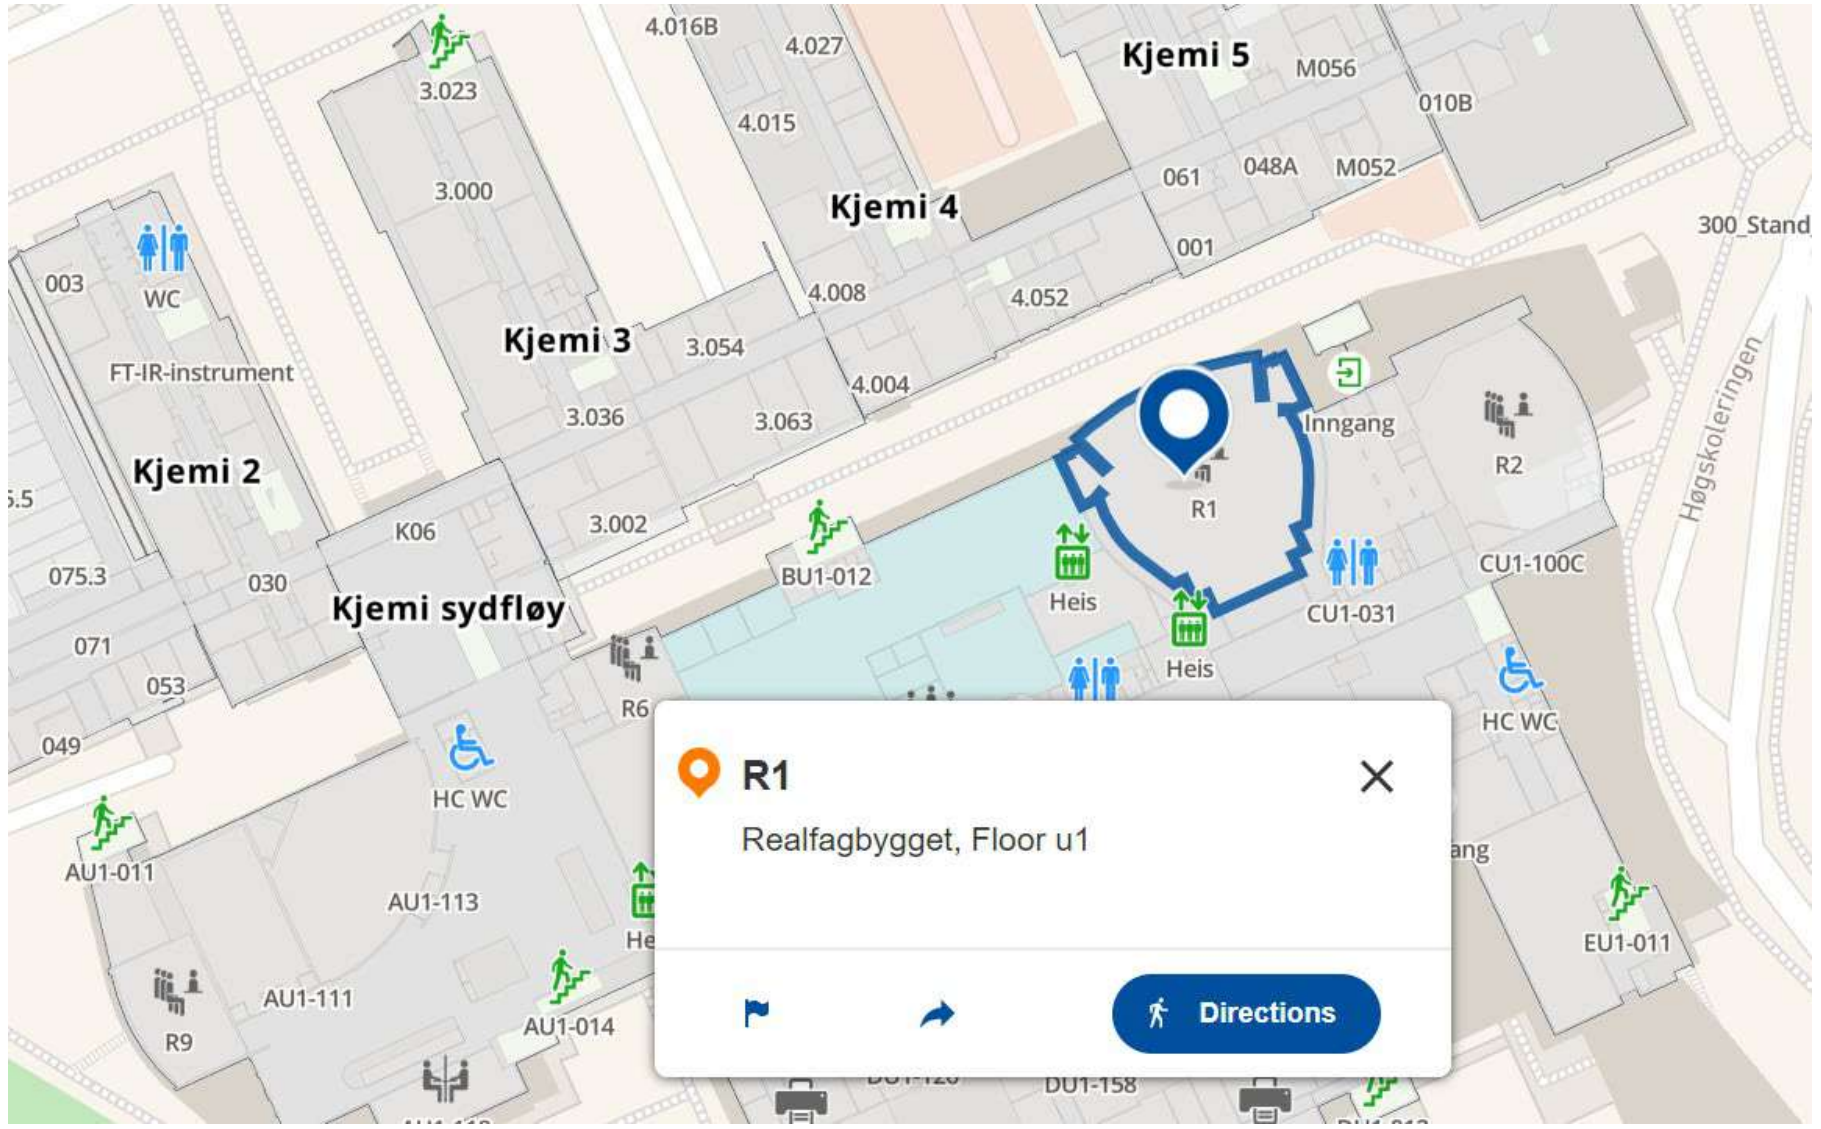 4.016B
4.027
Kjemi 5
M056
3.023
010B
4.015
061
048A
M052
3.000
Kjemi 4
300_Stand_
001
003
WC
4.008
4.052
Kjemi 3
3.054
FT-IR-instrument
4.004
3.036
3.063
Inngang
Høgskoleringen
Kjemi 2
R2
R1
K06
3.002
075.3
030
BU1-012
CU1-100C
Kjemi sydfløy
Heis
CU1-031
071
Heis
053
R6
HC WC
049
HC WC
R1
Realfagbygget, Floor u1
AU1-011
ang
AU1-113
He
EU1-011
AU1-111
AU1-014
Directions
R9
DU1-158